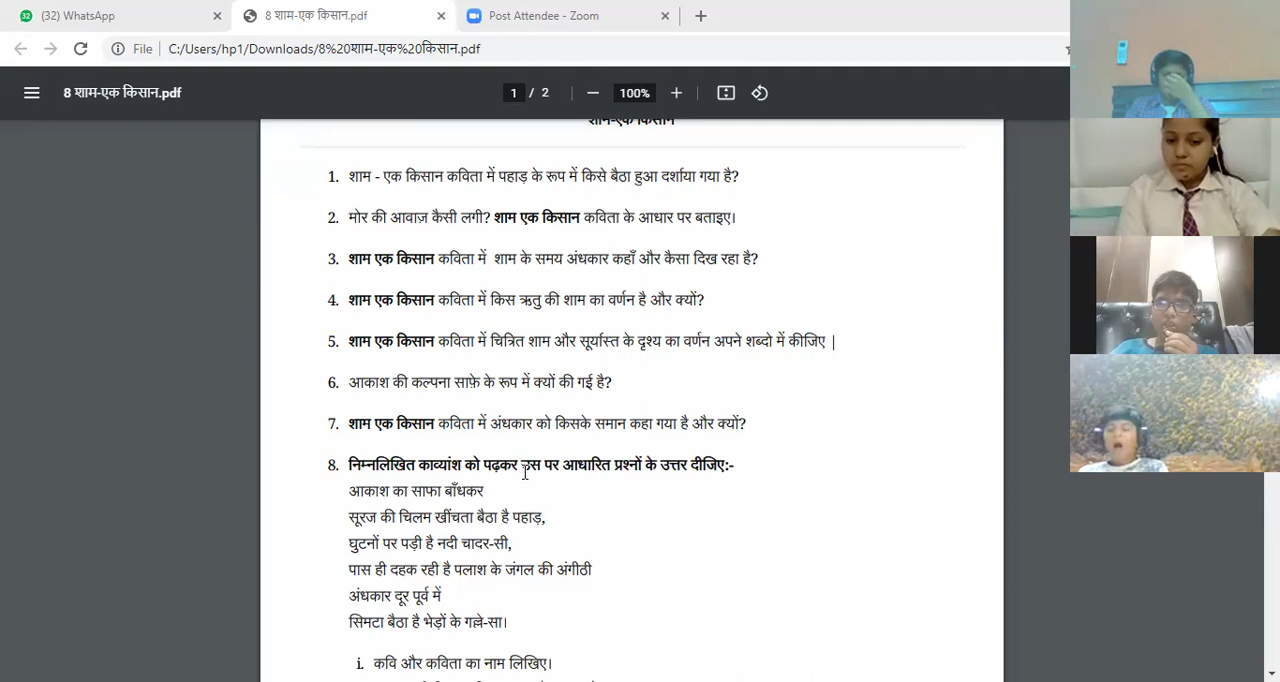 (32) WhatsApp
8 शाम-एक किसान.pdf
Post Attendee - Zoom
File
C:/Users/hp1/Downloads/8%20शाम-एक%20किसान.pdf
8 शाम-एक किसान.pdf
1 / 2
100%
शाम-एक किसान
1. शाम - एक किसान कविता में पहाड़ के रूप में किसे बैठा हुआ दर्शाया गया है?
2. मोर की आवाज़ कैसी लगी? शाम एक किसान कविता के आधार पर बताइए।
3. शाम एक किसान कविता में शाम के समय अंधकार कहाँ और कैसा दिख रहा है?
4. शाम एक किसान कविता में किस ऋतु की शाम का वर्णन है और क्यों?
5. शाम एक किसान कविता में चित्रित शाम और सूर्यास्त के दृश्य का वर्णन अपने शब्दो में कीजिए |
6. आकाश की कल्पना साफ़े के रूप में क्यों की गई है?
7. शाम एक किसान कविता में अंधकार को किसके समान कहा गया है और क्यों?
8. निम्नलिखित काव्यांश को पढ़कर उस पर आधारित प्रश्नों के उत्तर दीजिए:-
आकाश का साफा बाँधकर
सूरज की चिलम खींचता बैठा है पहाड़,
घुटनों पर पड़ी है नदी चादर-सी,
पास ही दहक रही है पलाश के जंगल की अंगीठी
अंधकार दूर पूर्व में
सिमटा बैठा है भेड़ों के गल्ले-सा।
i. कवि और कविता का नाम लिखिए।